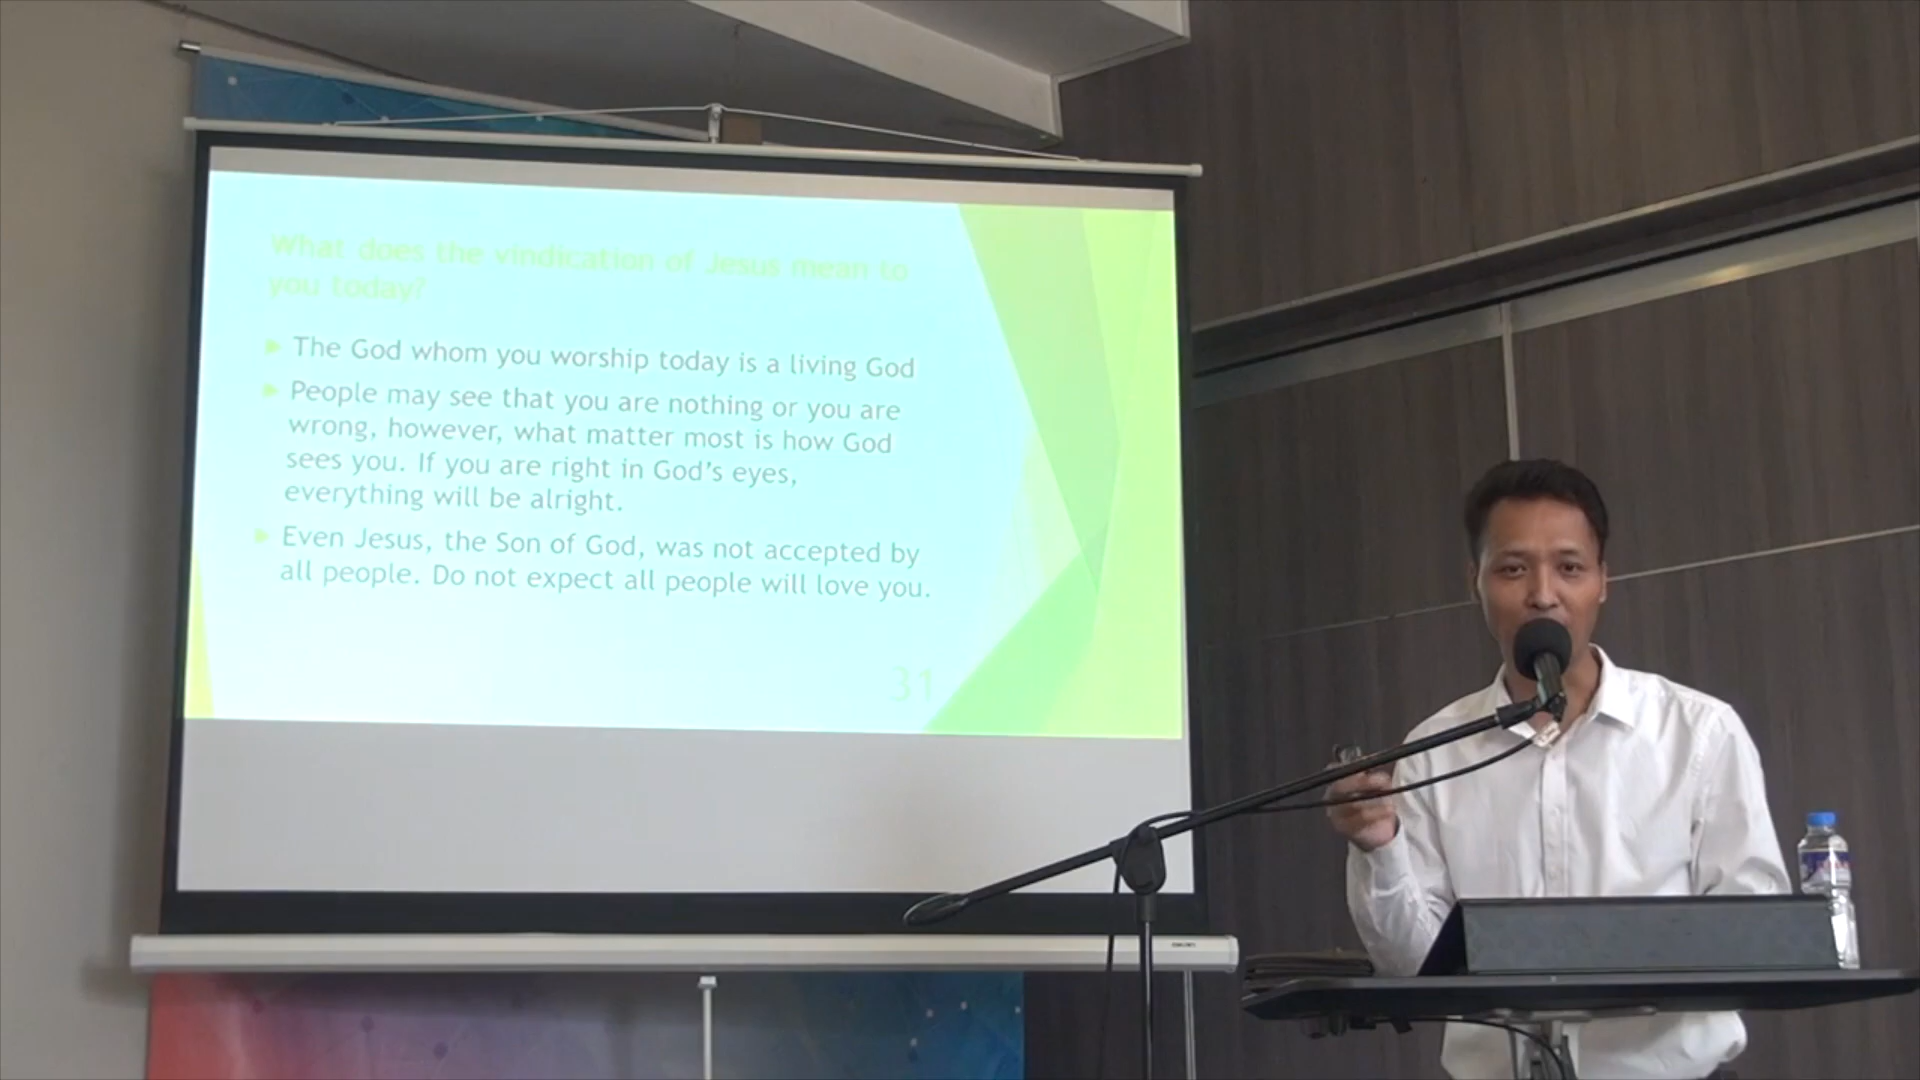 What does the vindication of Jesus mean to
you today?
The God whom you worship today is a living God
People may see that you are nothing or you are
wrong, however, what matter most is how God
sees you. If you are right in God's eyes,
everything will be alright.
Even Jesus, the Son of God, was not accepted by
all people. Do not expect all people will love you.
31